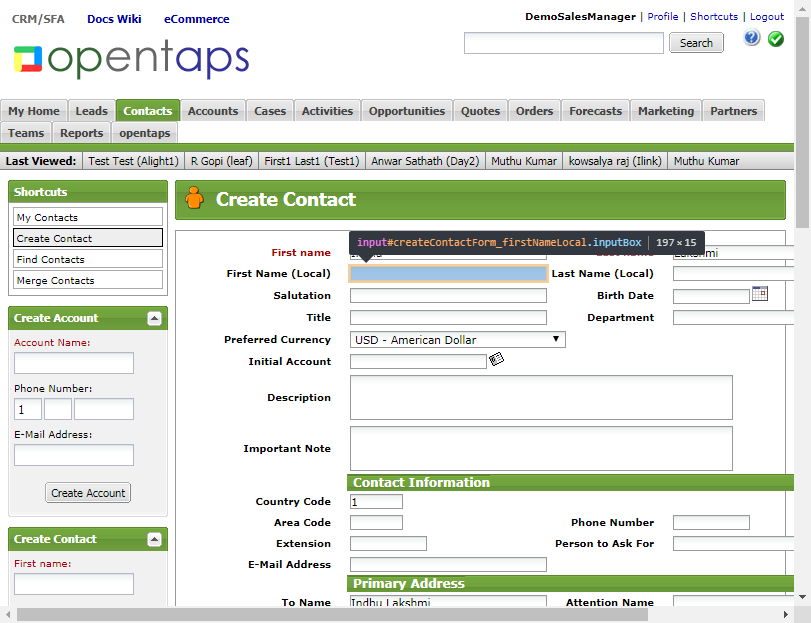 CRM/SFA Docs Wiki eCommerce
DemoSalesManager | Profile | Shortcuts | Logout
opentaps
Search
My Home Leads Contacts Accounts Cases Activities Opportunities Quotes Orders Forecasts Marketing Partners
Teams Reports opentaps
Last Viewed: Test Test (Alight1) R Gopi (leaf) First1 Last1 (Test1) Anwar Sathath (Day2) Muthu Kumar kowsalya raj (Ilink) Muthu Kumar
Shortcuts
My Contacts
Create Contact
Find Contacts
Merge Contacts
Create Account
Account Name:
Phone Number:
1
E-Mail Address:
Create Account
Create Contact
First name:
Create Contact
input#createContactForm_firstNameLocal.inputBox 197×15
First name Lakshmi
First Name (Local) Last Name (Local)
Salutation Birth Date
Title Department
Preferred Currency USD - American Dollar
Initial Account
Description
Important Note
Contact Information
Country Code 1
Area Code Phone Number
Extension Person to Ask For
E-Mail Address
Primary Address
To Name Indhu Lakshmi Attention Name